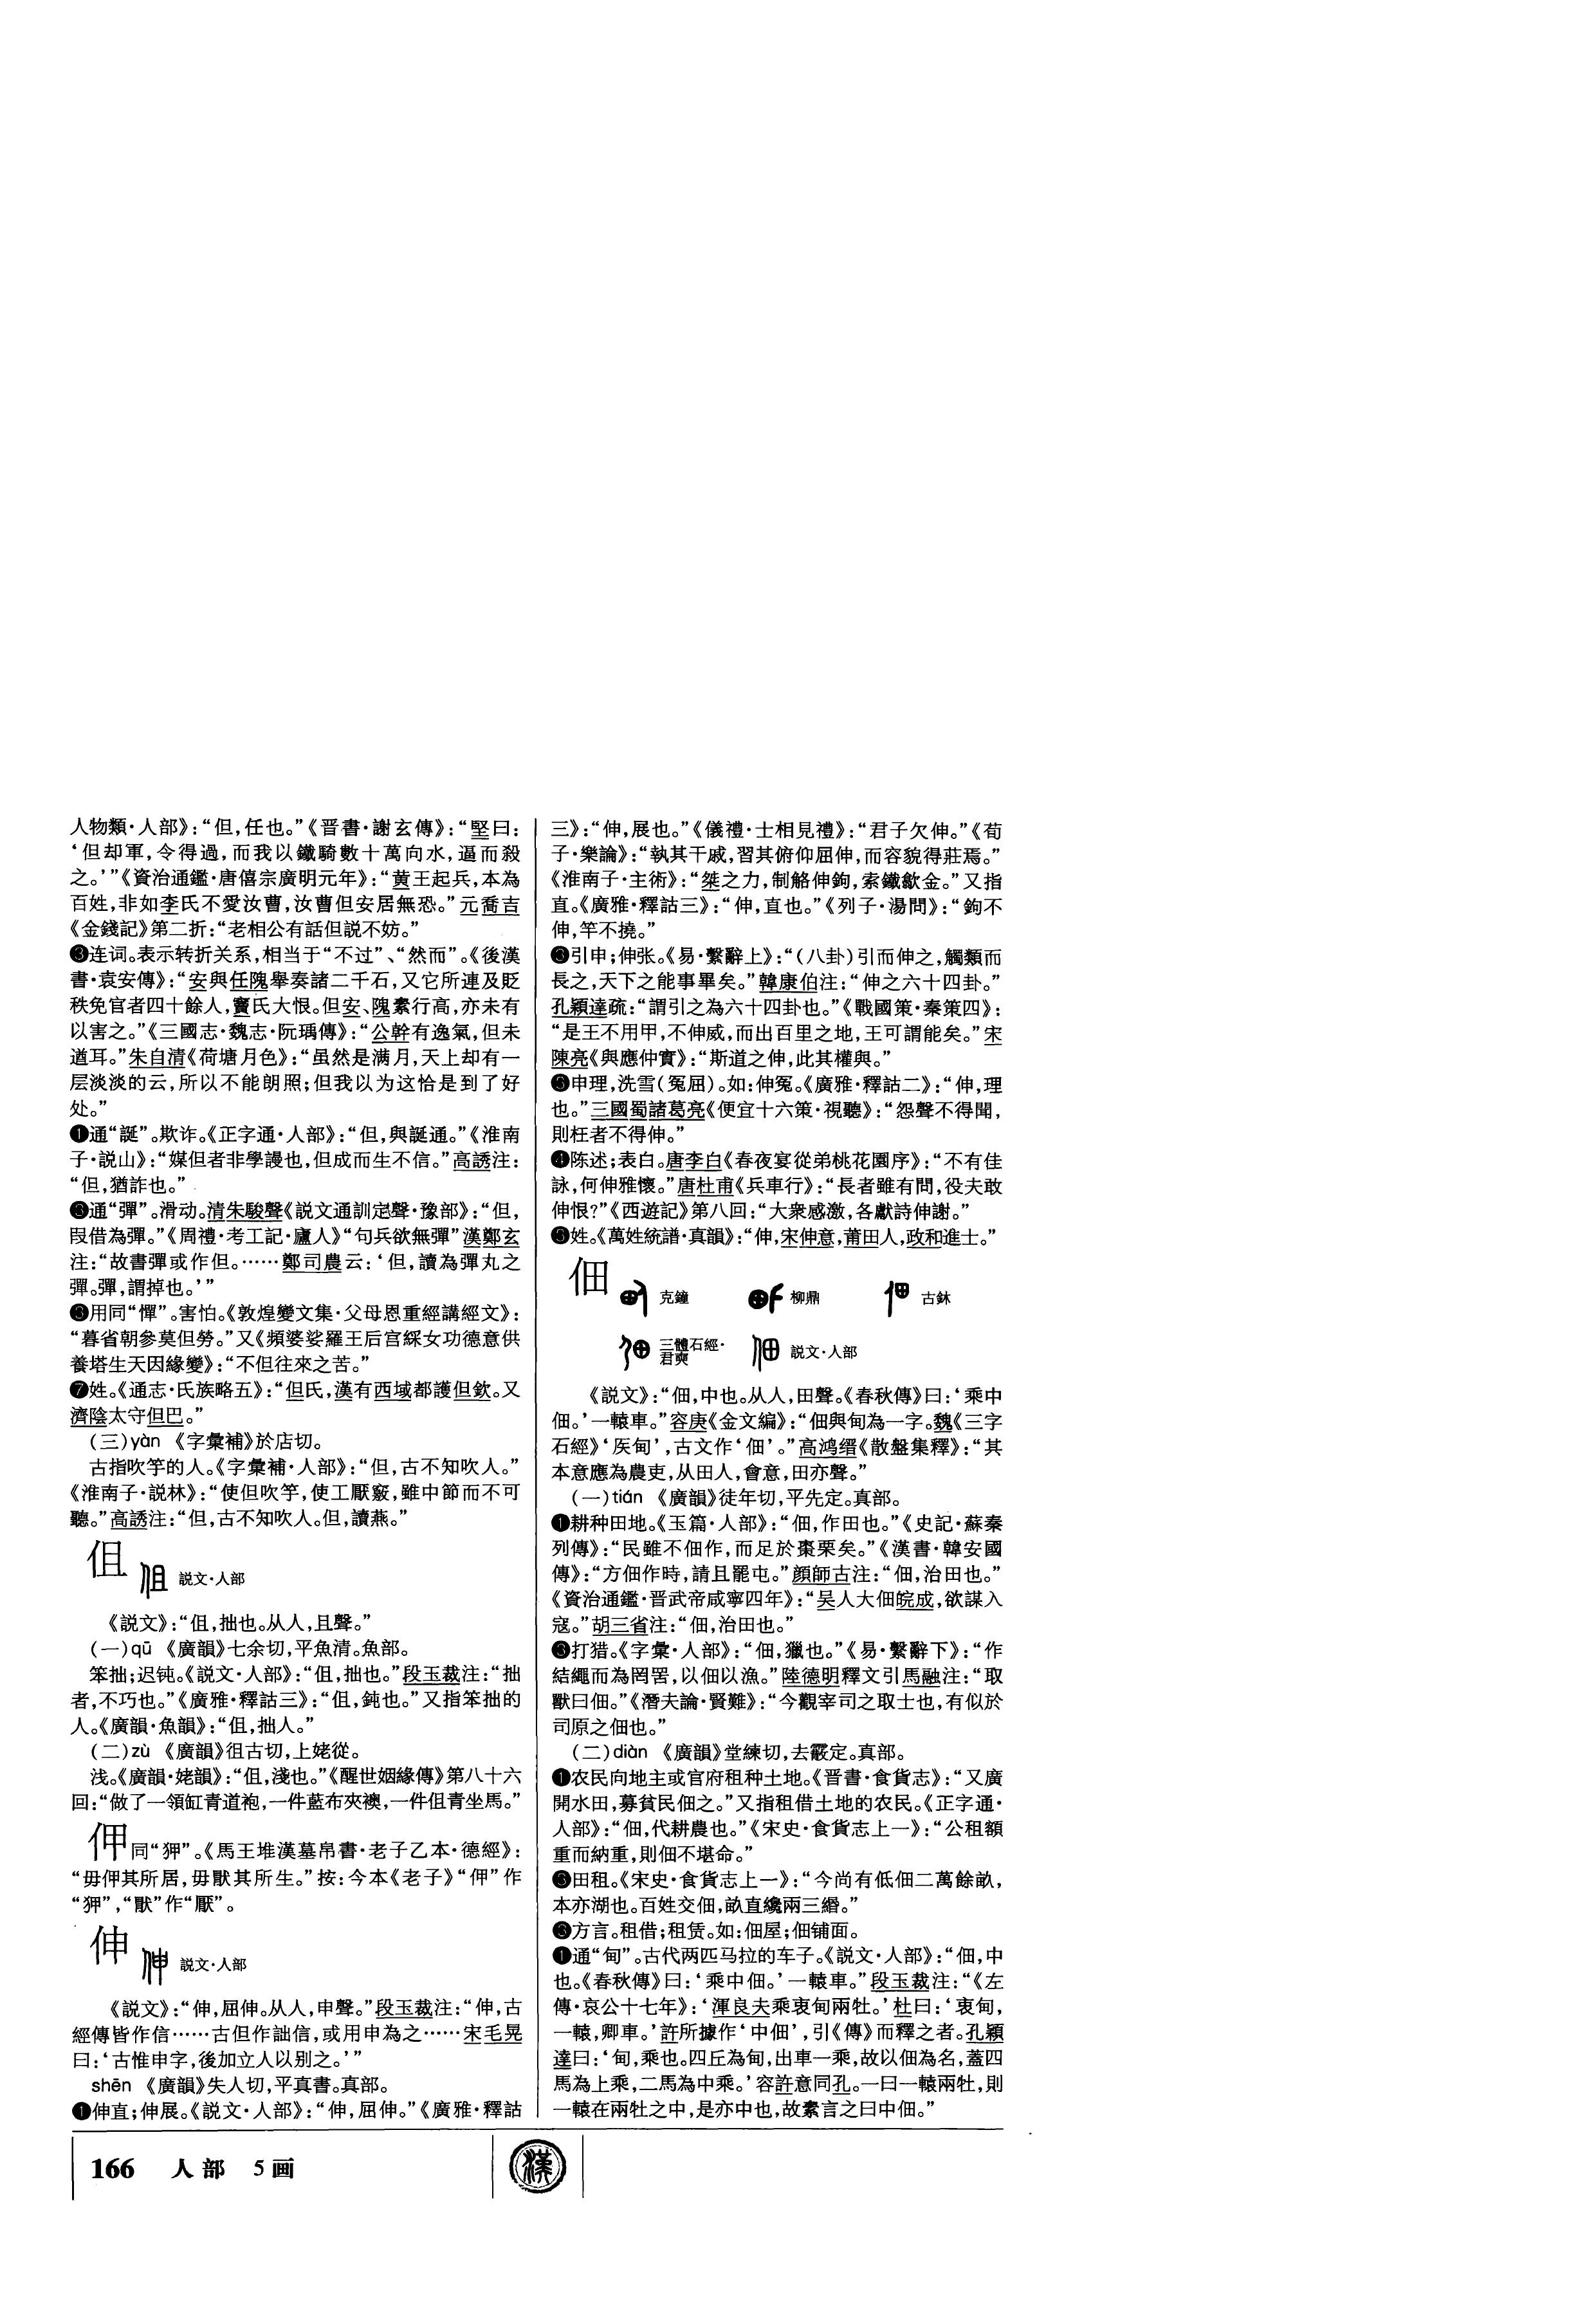 人物類·人部》：“但，任也。”《晋書·謝玄傳》：“堅曰：
‘但却軍，令得過，而我以鐵騎數十萬向水，逼而殺
之。’”《資治通鑑·唐僖宗廣明元年》：“黄王起兵，本為
百姓，非如李氏不愛汝曹，汝曹但安居無恐。”元喬吉
《金錢記》第二折：“老相公有話但説不妨。”
❸连词。表示转折关系，相当于“不过”、“然而”。《後漢
書·袁安傳》：“安與任隗舉奏諸二千石，又它所連及貶
秩免官者四十餘人，竇氏大恨。但安、隗素行高，亦未有
以害之。”《三國志·魏志·阮瑀傳》：“公幹有逸氣，但未
遒耳。”朱自清《荷塘月色》：“虽然是满月，天上却有一
层淡淡的云，所以不能朗照；但我以为这恰是到了好
处。”
❶通“誕”。欺诈。《正字通·人部》：“但，與誕通。”《淮南
子·説山》：“媒但者非學謾也，但成而生不信。”高誘注：
“但，猶詐也。”
❸通“彈”。滑动。清朱駿聲《説文通訓定聲·豫部》：“但，
叚借為彈。”《周禮·考工記·廬人》“句兵欲無彈”漢鄭玄
注：“故書彈或作但。……鄭司農云：‘但，讀為彈丸之
彈。彈，謂掉也。’”
❸用同“憚”。害怕。《敦煌變文集·父母恩重經講經文》：
“暮省朝參莫但勞。”又《頻婆娑羅王后宫綵女功德意供
養塔生天因緣變》：“不但往來之苦。”
❼姓。《通志·氏族略五》：“但氏，漢有西域都護但欽。又
濟陰太守但巴。”
（三）yàn 《字彙補》於店切。
古指吹竽的人。《字彙補·人部》：“但，古不知吹人。”
《淮南子·説林》：“使但吹竽，使工厭竅，雖中節而不可
聽。”高誘注：“但，古不知吹人。但，讀燕。”
伹 説文·人部
《説文》：“伹，拙也。从人，且聲。”
（一）qū 《廣韻》七余切，平魚清。魚部。
笨拙；迟钝。《説文·人部》：“伹，拙也。”段玉裁注：“拙
者，不巧也。”《廣雅·釋詁三》：“伹，鈍也。”又指笨拙的
人。《廣韻·魚韻》：“伹，拙人。”
（二）zù 《廣韻》徂古切，上姥從。
浅。《廣韻·姥韻》：“伹，淺也。”《醒世姻緣傳》第八十六
回：“做了一領缸青道袍，一件藍布夾襖，一件伹青坐馬。”
伂同“狎”。《馬王堆漢墓帛書·老子乙本·德經》：
“毋伂其所居，毋猒其所生。”按：今本《老子》“伂”作
“狎”，“猒”作“厭”。
伸 説文·人部
《説文》：“伸，屈伸。从人，申聲。”段玉裁注：“伸，古
經傳皆作信……古但作詘信，或用申為之……宋毛晃
曰：‘古惟申字，後加立人以别之。’”
shēn 《廣韻》失人切，平真書。真部。
❶伸直；伸展。《説文·人部》：“伸，屈伸。”《廣雅·釋詁
三》：“伸，展也。”《儀禮·士相見禮》：“君子欠伸。”《荀
子·樂論》：“執其干戚，習其俯仰屈伸，而容貌得莊焉。”
《淮南子·主術》：“桀之力，制觡伸鉤，索鐵歙金。”又指
直。《廣雅·釋詁三》：“伸，直也。”《列子·湯問》：“鉤不
伸，竿不撓。”
❸引申；伸张。《易·繫辭上》：“（八卦）引而伸之，觸類而
長之，天下之能事畢矣。”韓康伯注：“伸之六十四卦。”
孔穎達疏：“謂引之為六十四卦也。”《戰國策·秦策四》：
“是王不用甲，不伸威，而出百里之地，王可謂能矣。”宋
陳亮《與應仲實》：“斯道之伸，此其權與。”
❸申理，洗雪（冤屈）。如：伸冤。《廣雅·釋詁二》：“伸，理
也。”三國蜀諸葛亮《便宜十六策·視聽》：“怨聲不得聞，
則枉者不得伸。”
❹陈述；表白。唐李白《春夜宴從弟桃花園序》：“不有佳
詠，何伸雅懷。”唐杜甫《兵車行》：“長者雖有問，役夫敢
伸恨？”《西遊記》第八回：“大衆感激，各獻詩伸謝。”
❺姓。《萬姓統譜·真韻》：“伸，宋伸意，莆田人，政和進士。”
佃 克鐘 柳鼎 古鉥
三體石經·君奭 説文·人部
《説文》：“佃，中也。从人，田聲。《春秋傳》曰：‘乘中
佃。’一轅車。”容庚《金文編》：“佃與甸為一字。魏《三字
石經》‘矦甸’，古文作‘佃’。”高鸿缙《散盤集釋》：“其
本意應為農吏，从田人，會意，田亦聲。”
（一）tián 《廣韻》徒年切，平先定。真部。
❶耕种田地。《玉篇·人部》：“佃，作田也。”《史記·蘇秦
列傳》：“民雖不佃作，而足於棗栗矣。”《漢書·韓安國
傳》：“方佃作時，請且罷屯。”顔師古注：“佃，治田也。”
《資治通鑑·晋武帝咸寧四年》：“吴人大佃皖成，欲謀入
寇。”胡三省注：“佃，治田也。”
❸打猎。《字彙·人部》：“佃，獵也。”《易·繫辭下》：“作
結繩而為罔罟，以佃以漁。”陸德明釋文引馬融注：“取
獸曰佃。”《潛夫論·賢難》：“今觀宰司之取士也，有似於
司原之佃也。”
（二）diàn 《廣韻》堂練切，去霰定。真部。
❶农民向地主或官府租种土地。《晋書·食貨志》：“又廣
開水田，募貧民佃之。”又指租借土地的农民。《正字通·
人部》：“佃，代耕農也。”《宋史·食貨志上一》：“公租額
重而納重，則佃不堪命。”
❸田租。《宋史·食貨志上一》：“今尚有低佃二萬餘畝，
本亦湖也。百姓交佃，畝直纔兩三緡。”
❸方言。租借；租赁。如：佃屋；佃铺面。
❶通“甸”。古代两匹马拉的车子。《説文·人部》：“佃，中
也。《春秋傳》曰：‘乘中佃。’一轅車。”段玉裁注：“《左
傳·哀公十七年》：‘渾良夫乘衷甸兩牡。’杜曰：‘衷甸，
一轅，卿車。’許所據作‘中佃’，引《傳》而釋之者。孔穎
達曰：‘甸，乘也。四丘為甸，出車一乘，故以佃為名，蓋四
馬為上乘，二馬為中乘。’容許意同孔。一曰一轅兩牡，則
一轅在兩牡之中，是亦中也，故素言之曰中佃。”
166 人部 5画
漢